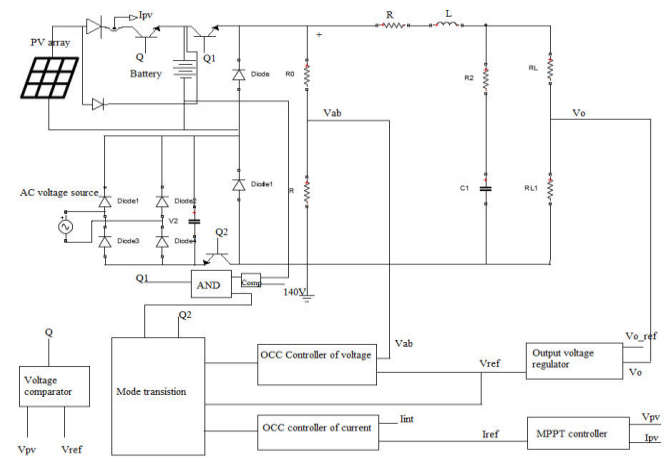 Ipv
R
L
PV array
Q
Q1
+
Battery
Diode
R0
R2
RL
Vab
Vo
AC voltage source
Diode1
Diode2
Diode1
R
C1
RL1
V2
Diode3
Diode4
Q2
Q1
AND
Comp
140V
Q2
Vo_ref
Q
OCC Controller of voltage
Vab
Vref
Output voltage
regulator
Vo
Voltage
comparator
Mode transistion
Iint
Vpv
OCC controller of current
Iref
MPPT controller
Ipv
Vpv
Vref